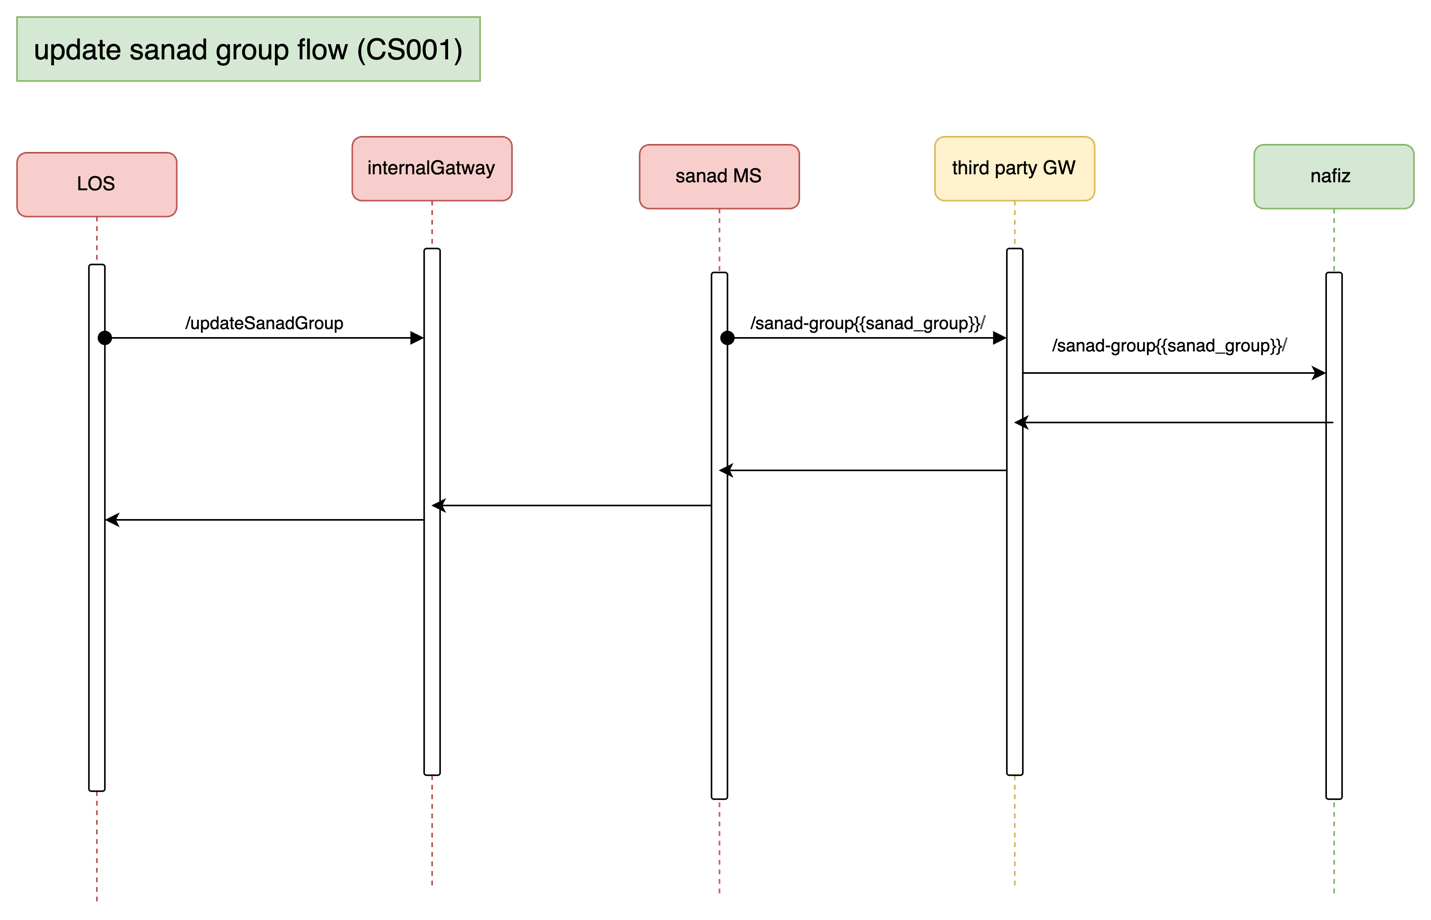 update sanad group flow (CS001)
LOS
internalGatway
sanad MS
third party GW
nafiz
/updateSanadGroup
/sanad-group{{sanad_group}}/
/sanad-group{{sanad_group}}/